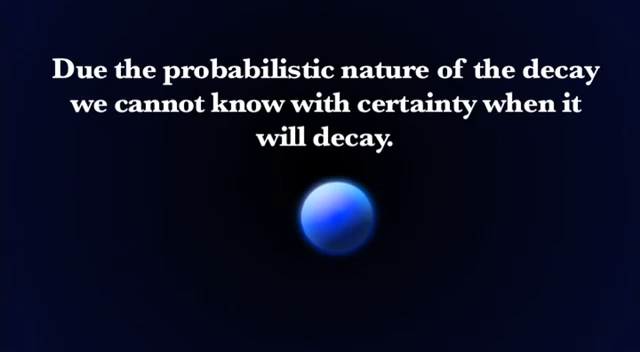 Due the probabilistic nature of the decay
we cannot know with certainty when it
will decay.